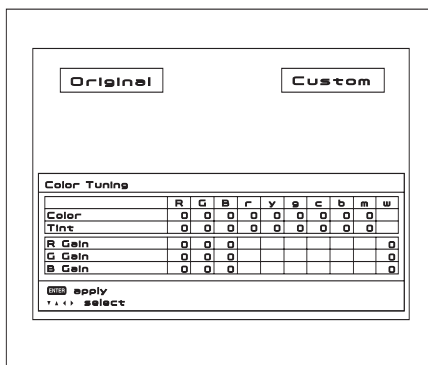 Original Custom
Color Tuning
R G B r y g c b m w
Color 0 0 0 0 0 0 0 0 0
Tint 0 0 0 0 0 0 0 0 0
R Gain 0 0 0 0
G Gain 0 0 0 0
B Gain 0 0 0 0
ENTER apply
▼▲◀▶ select